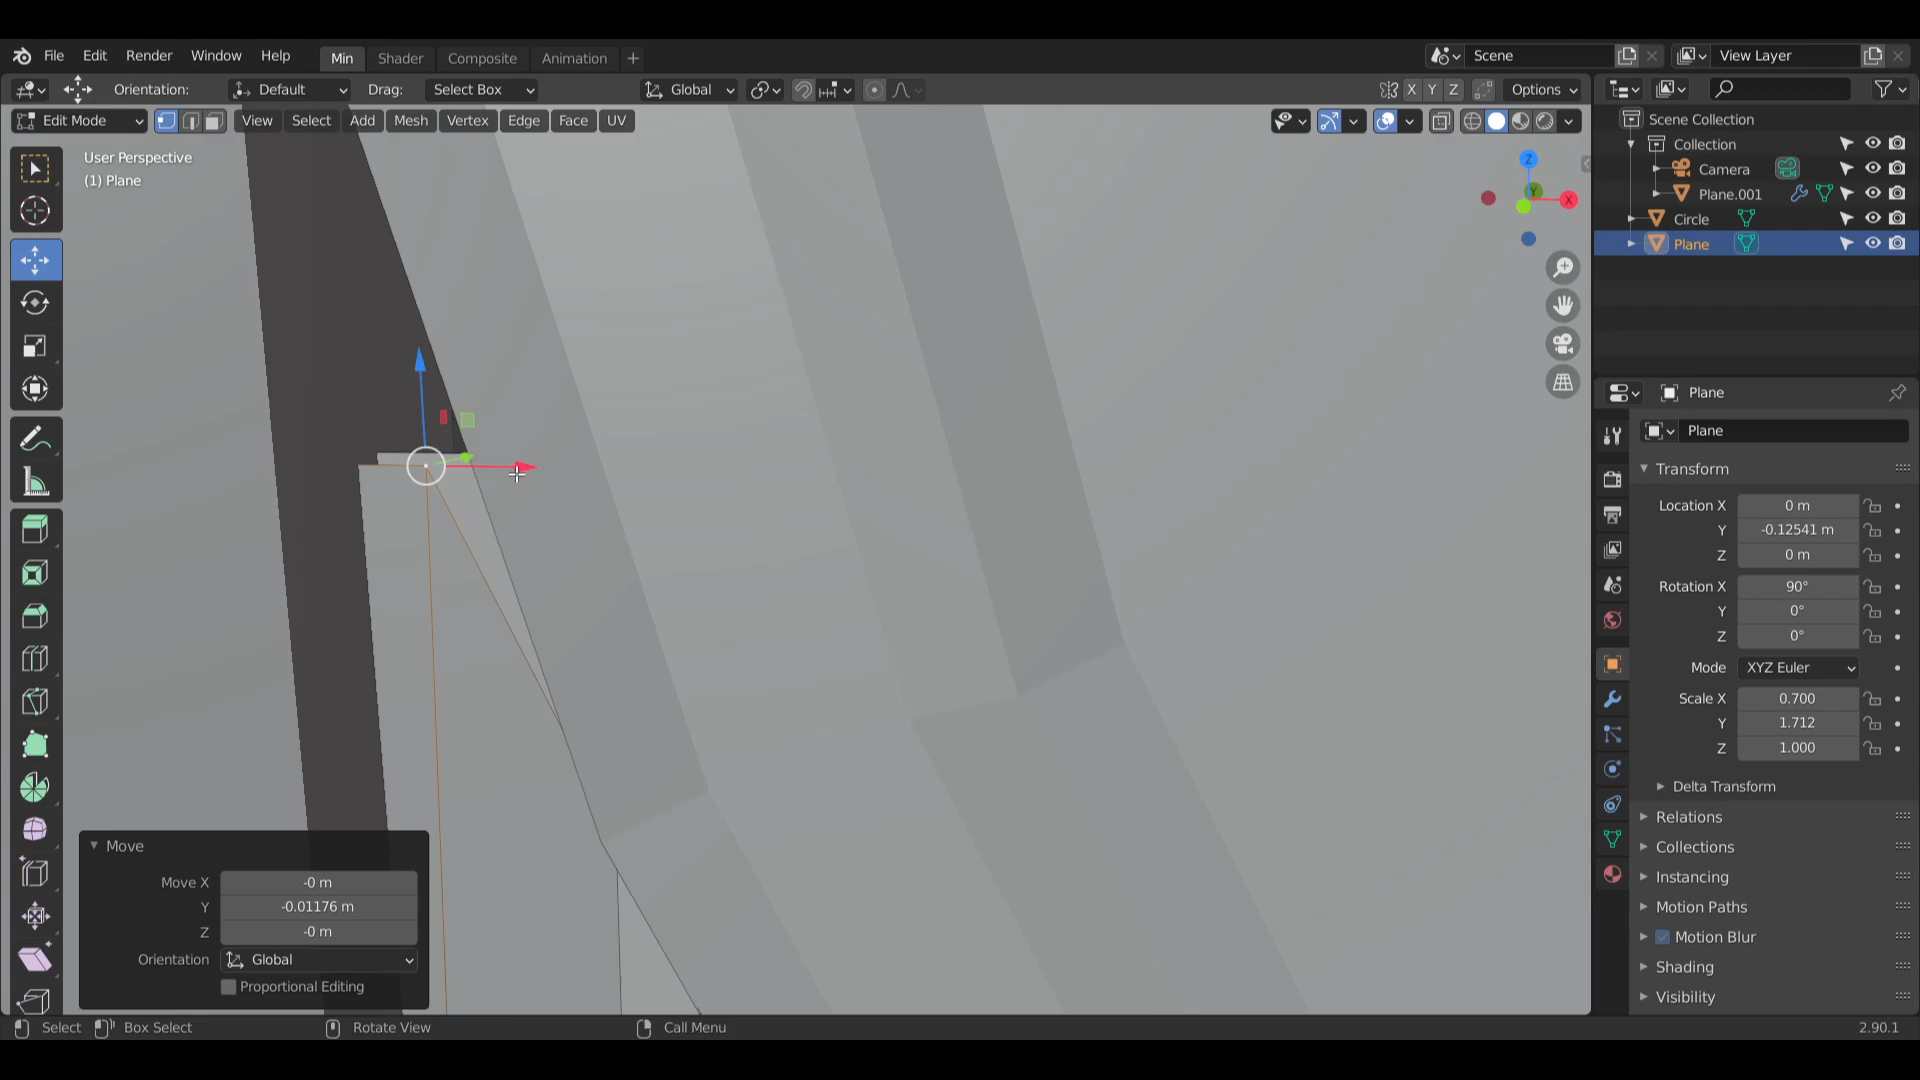 File Edit Render Window Help Min Shader Composite Animation + Scene View Layer
Orientation: Default Drag: Select Box Global X Y Z Options
Edit Mode View Select Add Mesh Vertex Edge Face UV
Scene Collection
Collection
Camera
Plane.001
Circle
Plane
User Perspective
(1) Plane
Z
Y
X
Plane
Plane
Transform
Location X 0 m
Y -0.12541 m
Z 0 m
Rotation X 90°
Y 0°
Z 0°
Mode XYZ Euler
Scale X 0.700
Y 1.712
Z 1.000
Delta Transform
Relations
Collections
Instancing
Motion Paths
Motion Blur
Shading
Visibility
Move
Move X -0 m
Y -0.01176 m
Z -0 m
Orientation Global
Proportional Editing
Select Box Select Rotate View Call Menu 2.90.1